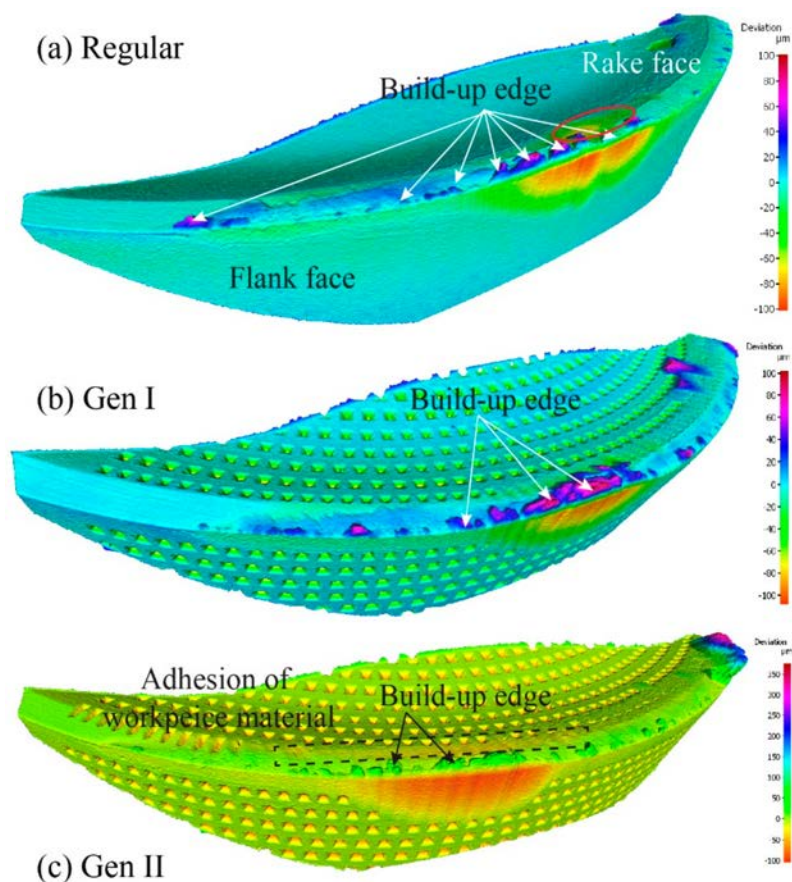 (a) Regular
Build-up edge
Rake face
Flank face
Deviation
µm
100
80
60
40
20
0
-20
-40
-60
-80
-100
(b) Gen I
Build-up edge
Deviation
µm
100
80
60
40
20
0
-20
-40
-60
-80
-100
Adhesion of
workpeice material
Build-up edge
(c) Gen II
Deviation
µm
350
300
250
200
150
100
50
0
-50
-100